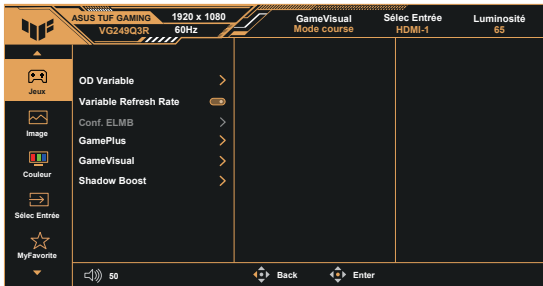 ASUS TUF GAMING 1920 x 1080
VG249Q3R 60Hz
GameVisual
Mode course
Sélec Entrée
HDMI-1
Luminosité
65
Jeux
Image
Couleur
Sélec Entrée
MyFavorite
OD Variable
Variable Refresh Rate
Conf. ELMB
GamePlus
GameVisual
Shadow Boost
50
Back
Enter